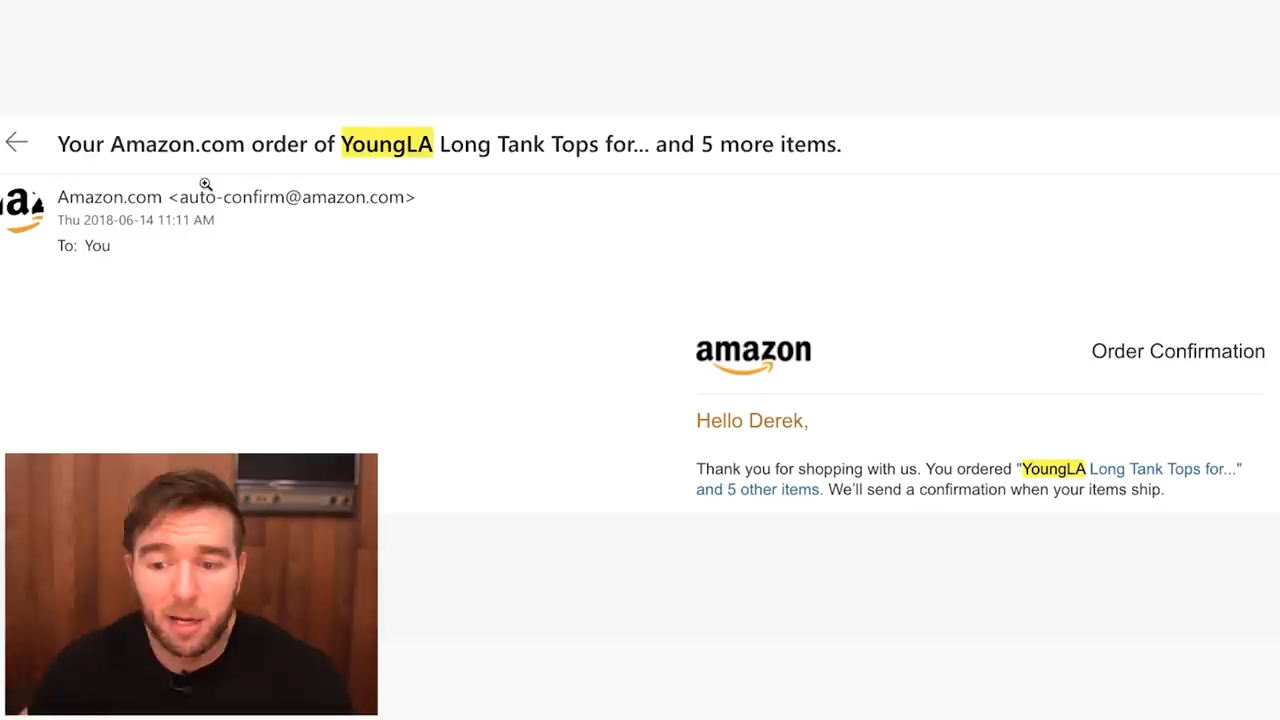 Your Amazon.com order of YoungLA Long Tank Tops for... and 5 more items.
Amazon.com <auto-confirm@amazon.com>
Thu 2018-06-14 11:11 AM
To: You
a
amazon
Order Confirmation
Hello Derek,
Thank you for shopping with us. You ordered "YoungLA Long Tank Tops for..."
and 5 other items. We'll send a confirmation when your items ship.